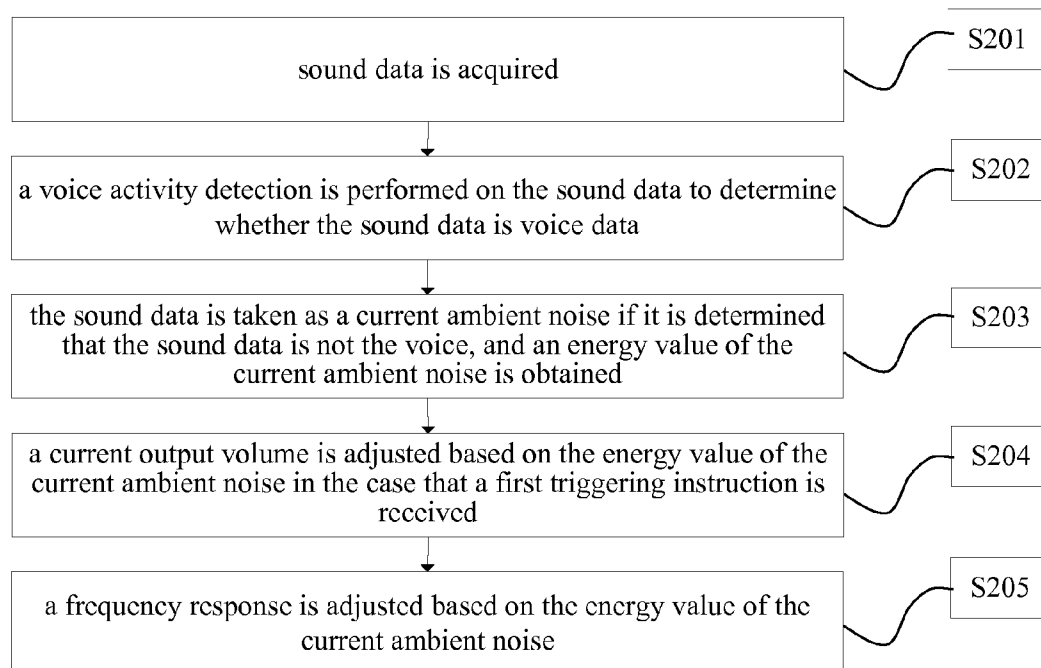 sound data is acquired
S201
a voice activity detection is performed on the sound data to determine
whether the sound data is voice data
S202
the sound data is taken as a current ambient noise if it is determined
that the sound data is not the voice, and an energy value of the
current ambient noise is obtained
S203
a current output volume is adjusted based on the energy value of the
current ambient noise in the case that a first triggering instruction is
received
S204
a frequency response is adjusted based on the energy value of the
current ambient noise
S205